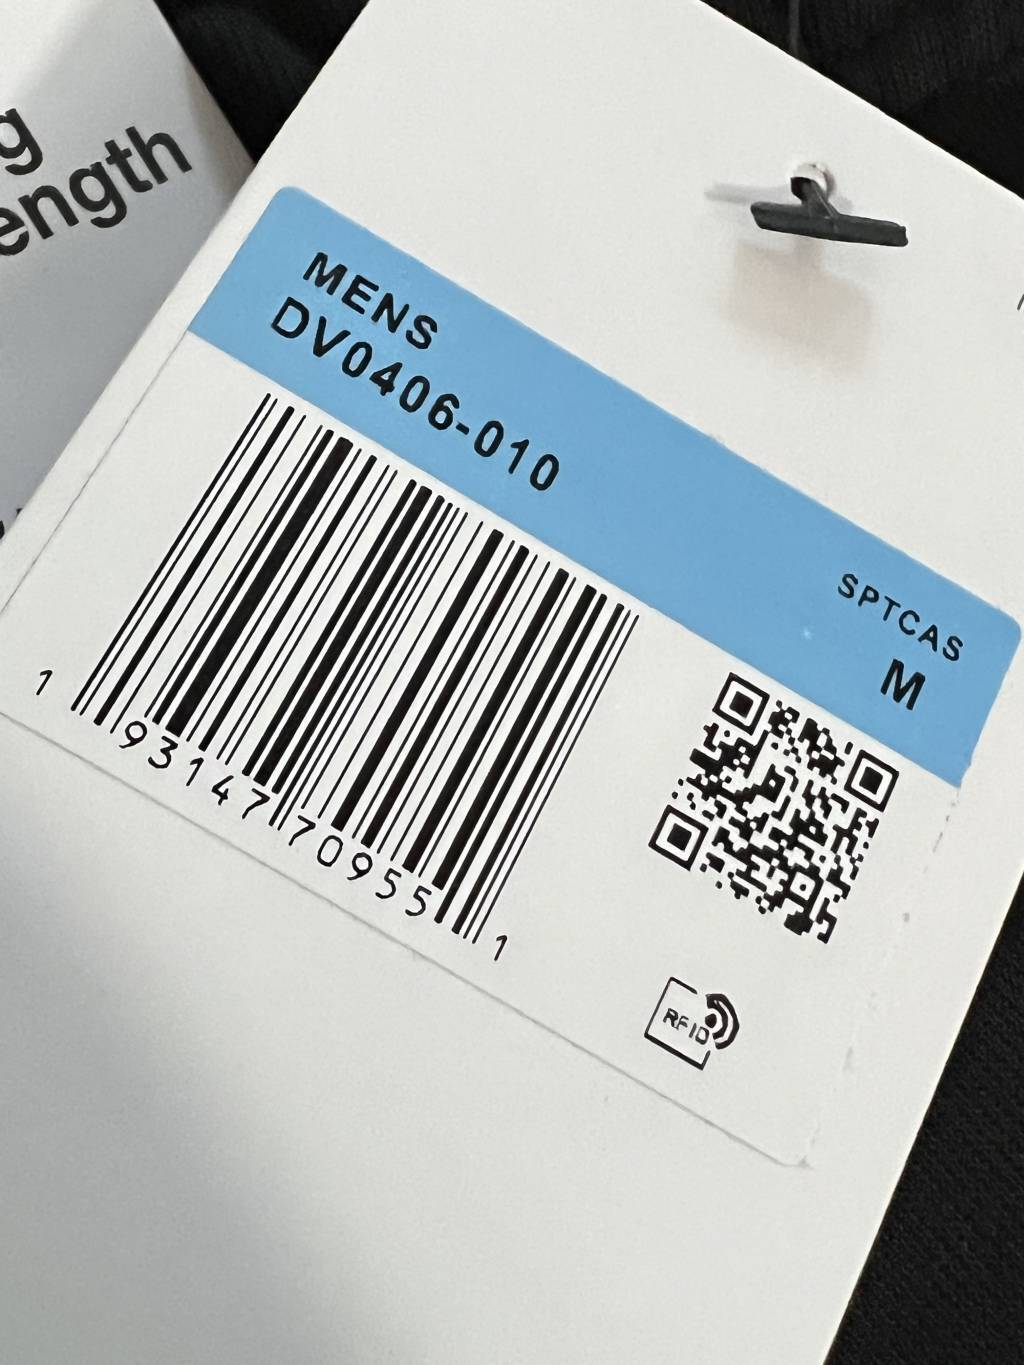 g
ength
MENS
DV0406-010
SPTCAS
M
1 93147 70955 1
RFID